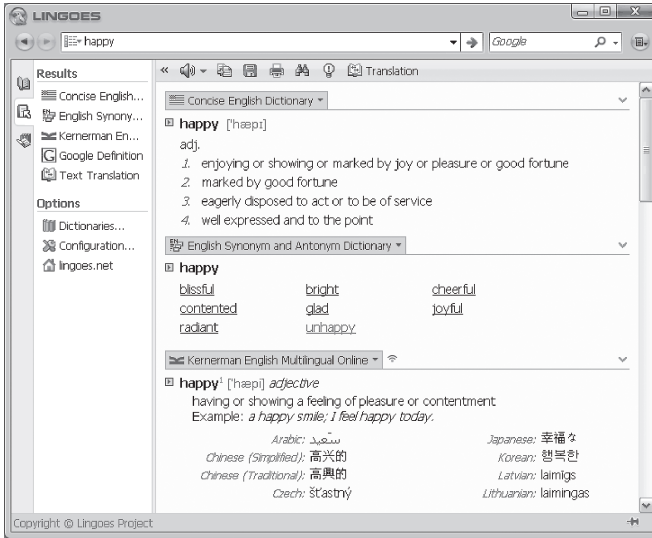 LINGOES
happy
Google
Results
Concise English...
English Synony...
Kernerman En...
Google Definition
Text Translation
Options
Dictionaries...
Configuration...
lingoes.net
Translation
Concise English Dictionary
happy ['hæpɪ]
adj.
1. enjoying or showing or marked by joy or pleasure or good fortune
2. marked by good fortune
3. eagerly disposed to act or to be of service
4. well expressed and to the point
English Synonym and Antonym Dictionary
happy
blissful bright cheerful
contented glad joyful
radiant unhappy
Kernerman English Multilingual Online
happy¹ ['hæpi] adjective
having or showing a feeling of pleasure or contentment
Example: a happy smile; I feel happy today.
Arabic: سَعيد Japanese: 幸福な
Chinese (Simplified): 高兴的 Korean: 행복한
Chinese (Traditional): 高興的 Latvian: laimīgs
Czech: šťastný Lithuanian: laimingas
Copyright © Lingoes Project